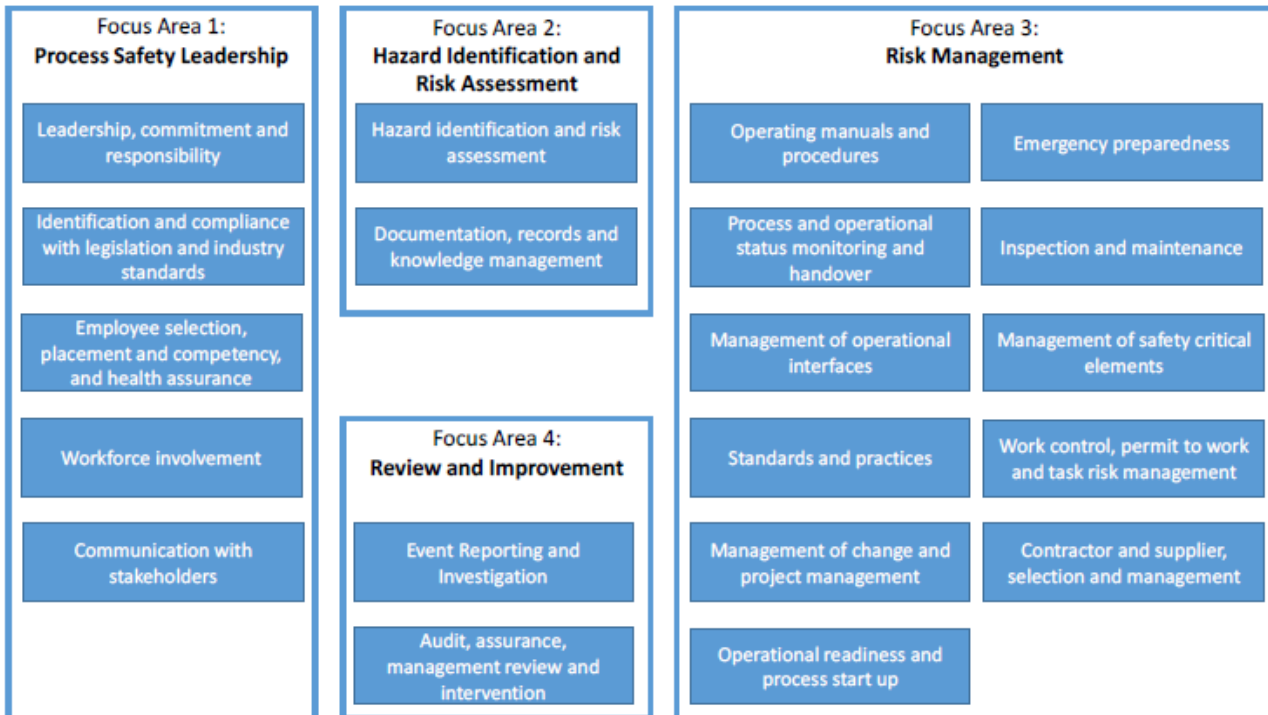 Focus Area 1:
Process Safety Leadership
Leadership, commitment and
responsibility
Identification and compliance
with legislation and industry
standards
Employee selection,
placement and competency,
and health assurance
Workforce involvement
Communication with
stakeholders
Focus Area 2:
Hazard Identification and
Risk Assessment
Hazard identification and risk
assessment
Documentation, records and
knowledge management
Focus Area 4:
Review and Improvement
Event Reporting and
Investigation
Audit, assurance,
management review and
intervention
Focus Area 3:
Risk Management
Operating manuals and
procedures
Emergency preparedness
Process and operational
status monitoring and
handover
Inspection and maintenance
Management of operational
interfaces
Management of safety critical
elements
Standards and practices
Work control, permit to work
and task risk management
Management of change and
project management
Contractor and supplier,
selection and management
Operational readiness and
process start up